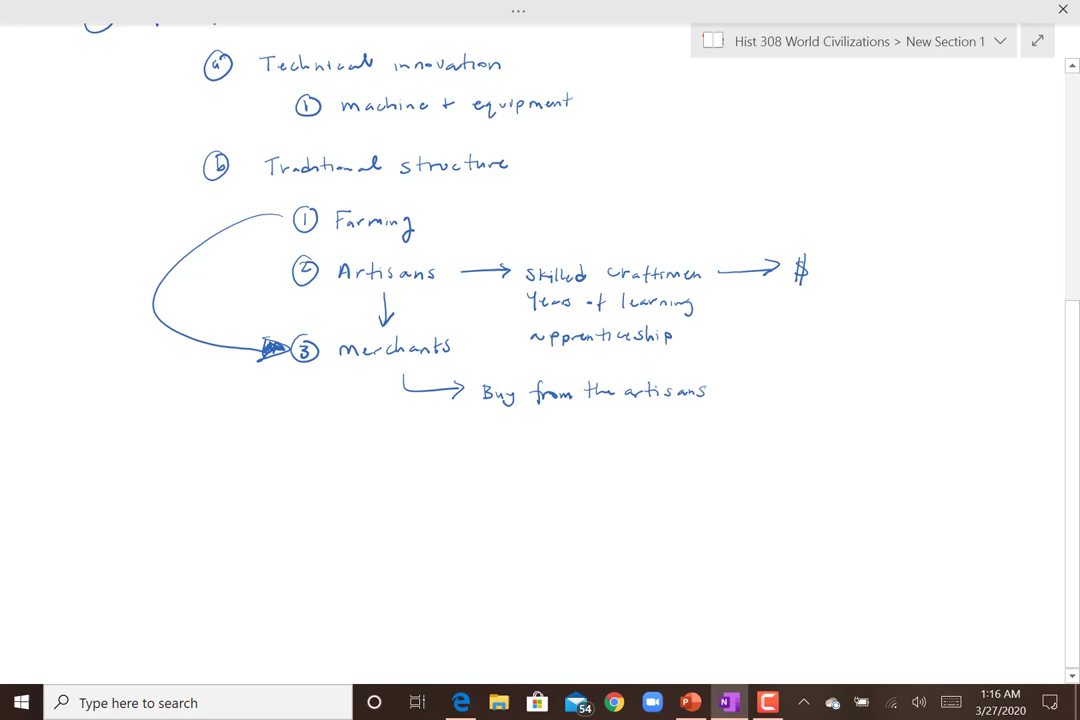 Hist 308 World Civilizations > New Section 1
a Technical innovation
1 machine + equipment
b Traditional structure
1 Farming
2 Artisans → Skilled craftsmen → $
Years of learning
apprenticeship
3 Merchants
Buy from the artisans
Type here to search
54
1:16 AM
3/27/2020